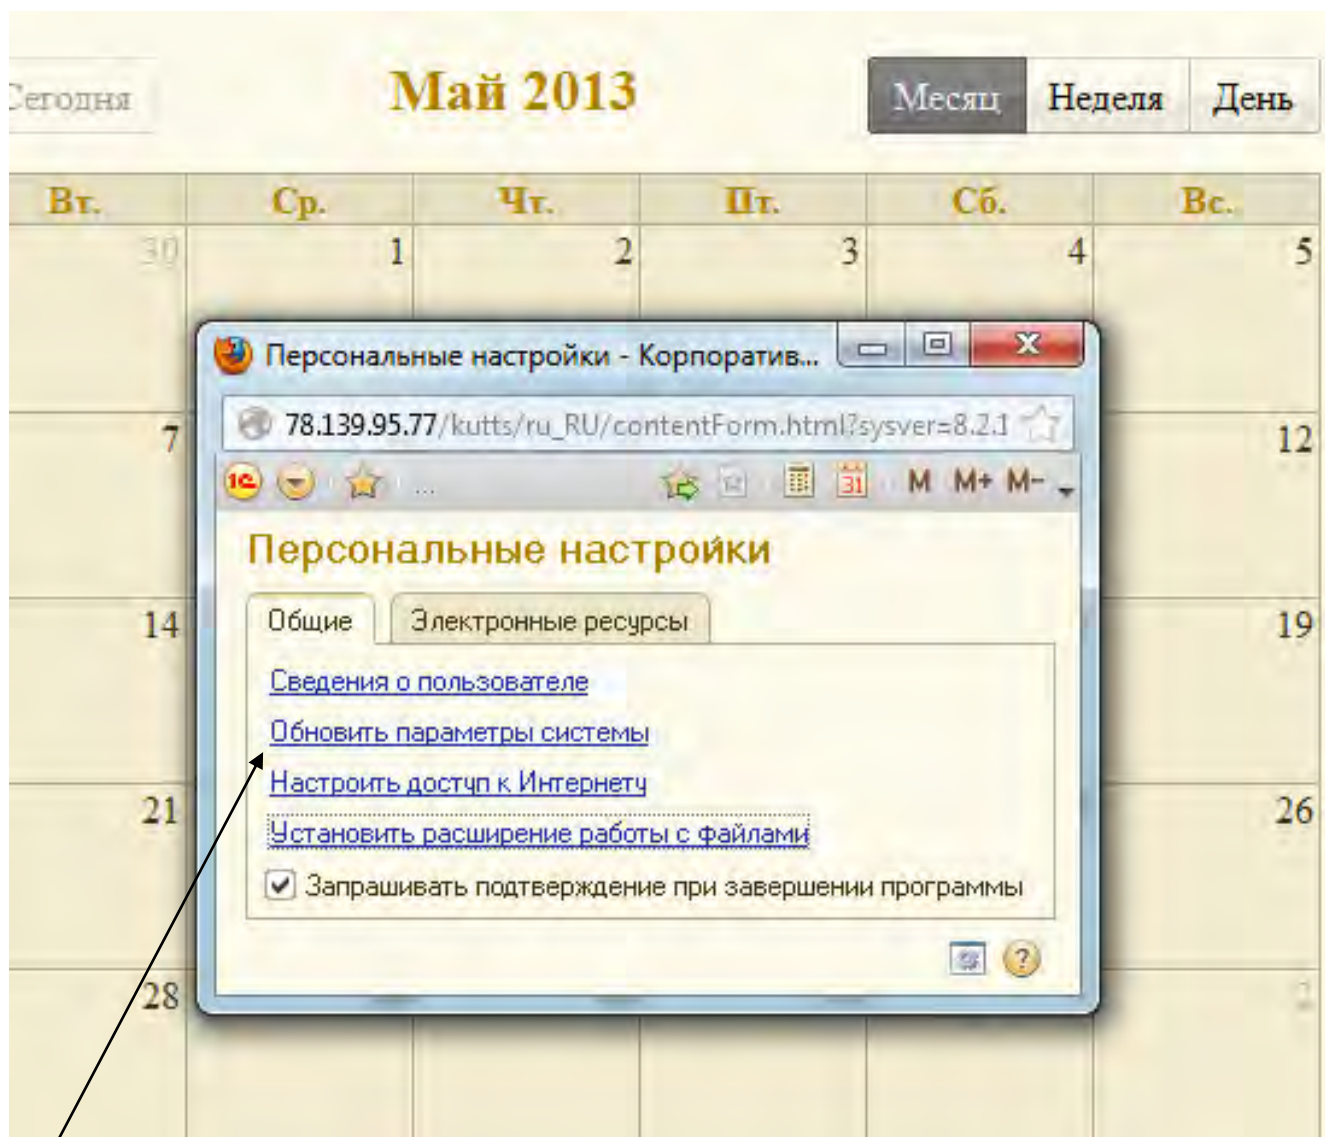 Сегодня Май 2013 Месяц Неделя День
Вт. Ср. Чт. Пт. Сб. Вс.
30 1 2 3 4 5
Персональные настройки - Корпоратив...
7 78.139.95.77/kutts/ru_RU/contentForm.html?sysver=8.2.1 12
1С ... 31 M M+ M-
Персональные настройки
14 Общие Электронные ресурсы 19
Сведения о пользователе
Обновить параметры системы
Настроить доступ к Интернету
21 Установить расширение работы с файлами 26
Запрашивать подтверждение при завершении программы
?
28 2